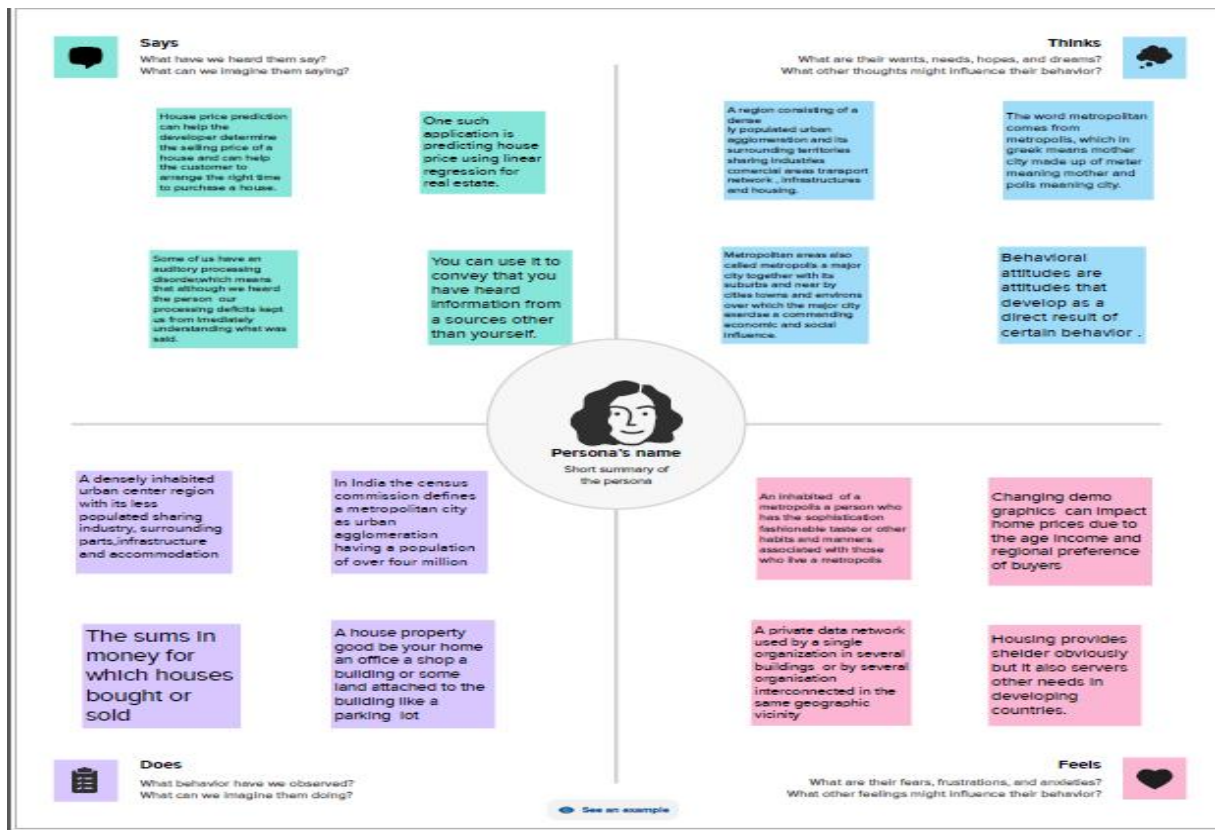 Says
What have we heard them say?
What can we imagine them saying?
House price prediction
can help the
developer determine
the selling price of a
house and can help
the customer to
arrange the right time
to purchase a house.
One such
application is
predicting house
price using linear
regression for
real estate.
Some of us have an
auditory processing
disorder,which means
that although we heard
the person our
processing deficits kept
us from imediately
understanding what was
said.
You can use it to
convey that you
have heard
information from
a sources other
than yourself.
Thinks
What are their wants, needs, hopes, and dreams?
What other thoughts might influence their behavior?
A region consisting of a
dense
ly populated urban
agglomeration and its
surrounding territories
sharing industries
comercial areas transport
network , infrastructures
and housing.
The word metropolitan
comes from
metropolis, which in
greek means mother
city made up of meter
meaning mother and
polis meaning city.
Metropolitan areas also
called metropolis a major
city together with its
suburbs and near by
cities towns and environs
over which the major city
exercise a commanding
economic and social
influence.
Behavioral
attitudes are
attitudes that
develop as a
direct result of
certain behavior .
Persona's name
Short summary of
the persona
A densely inhabited
urban center region
with its less
populated sharing
industry, surrounding
parts,infrastructure
and accommodation
In India the census
commission defines
a metropolitan city
as urban
agglomeration
having a population
of over four million
The sums in
money for
which houses
bought or
sold
A house property
good be your home
an office a shop a
building or some
land attached to the
building like a
parking lot
Does
What behavior have we observed?
What can we imagine them doing?
An inhabited of a
metropolis a person who
has the sophistication
fashionable taste or other
habits and manners
associated with those
who live a metropolis
Changing demo
graphics can impact
home prices due to
the age income and
regional preference
of buyers
A private data network
used by a single
organization in several
buildings or by several
organisation
interconnected in the
same geographic
vicinity
Housing provides
shelder obviously
but it also servers
other needs in
developing
countries.
Feels
What are their fears, frustrations, and anxieties?
What other feelings might influence their behavior?
See an example